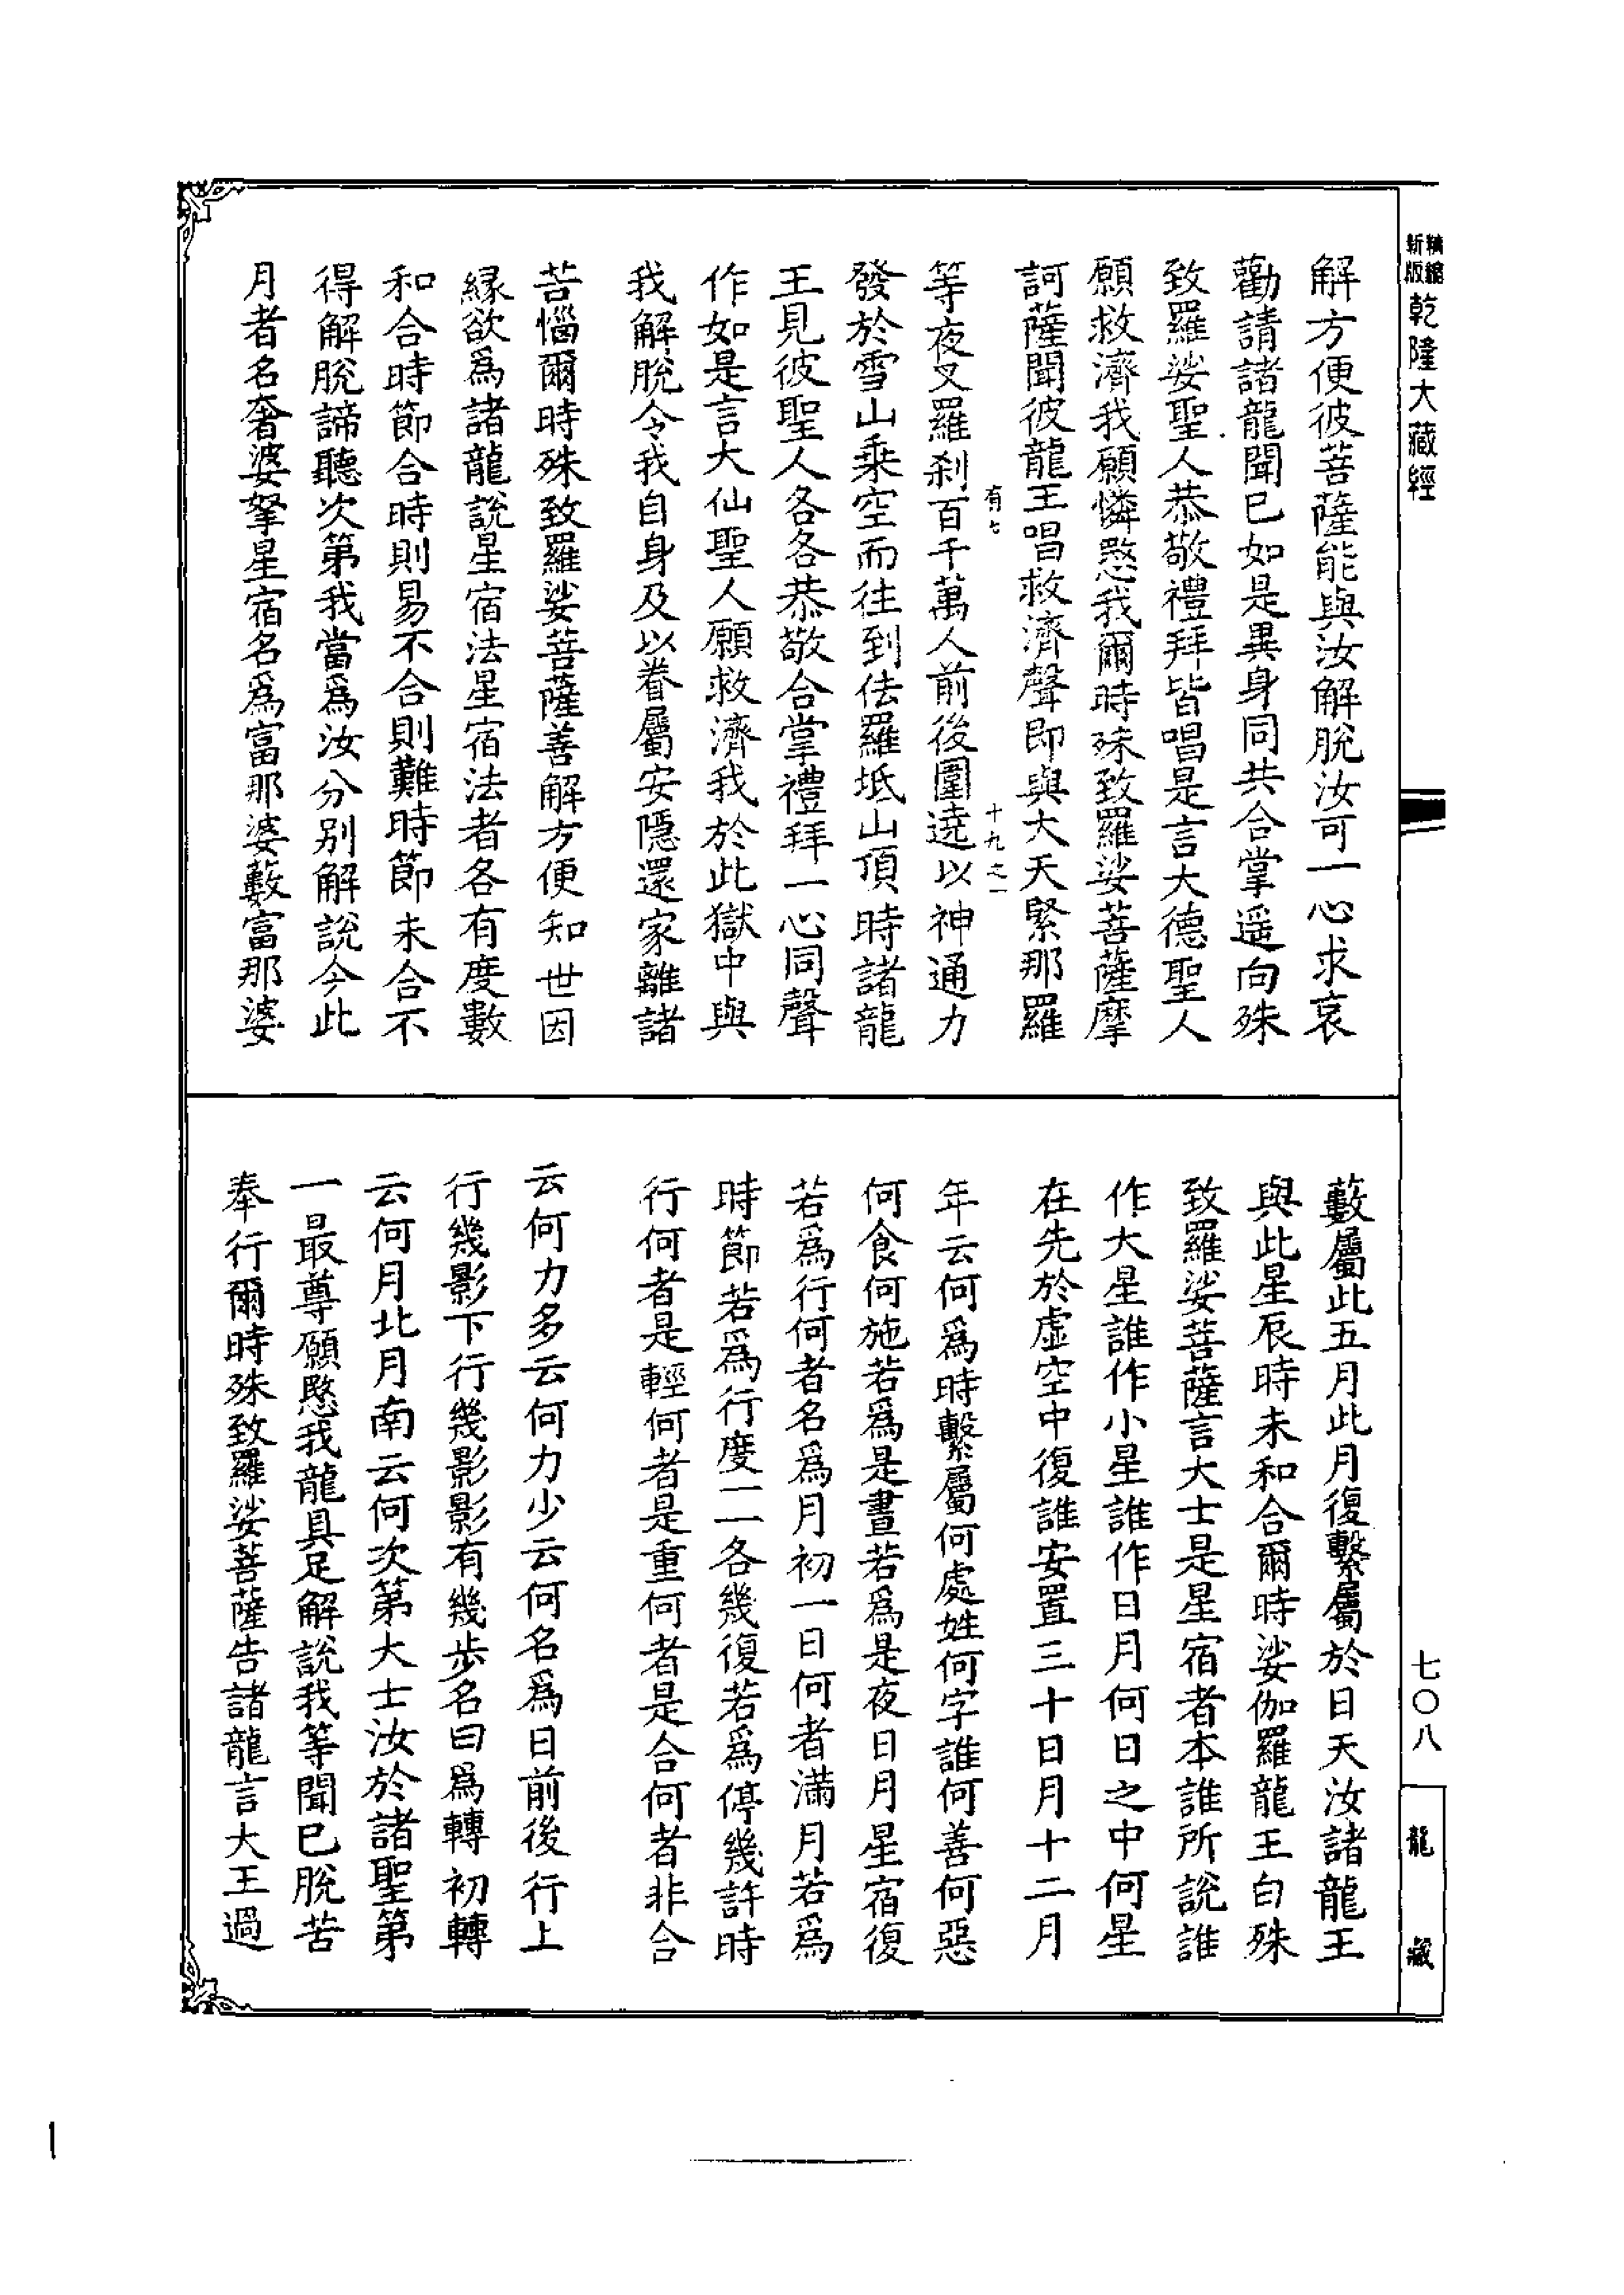 精縮新版乾隆大藏經
解方便彼菩薩能與汝解脫汝可一心求哀
勸請諸龍聞已如是異身同共合掌遥向殊
致羅娑聖人恭敬禮拜皆唱是言大德聖人
願救濟我願憐愍我爾時殊致羅娑菩薩摩
訶薩聞彼龍王唱救濟聲即與大天緊那羅
有七 十九之一
等夜叉羅刹百千萬人前後圍遶以神通力
發於雪山乗空而往到佉羅坻山頂時諸龍
王見彼聖人各各恭敬合掌禮拜一心同聲
作如是言大仙聖人願救濟我於此獄中與
我解脫令我自身及以眷屬安隱還家離諸
苦惱爾時殊致羅娑菩薩善解方便知世因
縁欲爲諸龍說星宿法星宿法者各有度數
和合時節合時則易不合則難時節未合不
得解脫諦聽次第我當爲汝分别解說今此
月者名奢婆拏星宿名爲富那婆藪富那婆
藪屬此五月此月復繫屬於日天汝諸龍王
與此星辰時未和合爾時娑伽羅龍王白殊
致羅娑菩薩言大士是星宿者本誰所說誰
作大星誰作小星誰作日月何日之中何星
在先於虛空中復誰安置三十日月十二月
年云何爲時繫屬何處姓何字誰何善何惡
何食何施若爲是晝若爲是夜日月星宿復
若爲行何者名爲月初一日何者滿月若爲
時節若爲行度一一各幾復若爲停幾許時
行何者是輕何者是重何者是合何者非合
云何力多云何力少云何名爲日前後行上
行幾影下行幾影影有幾步名曰爲轉初轉
云何月北月南云何次第大士汝於諸聖第
一最尊願愍我龍具足解說我等聞已脫苦
奉行爾時殊致羅娑菩薩告諸龍言大王過
七〇八
龍藏